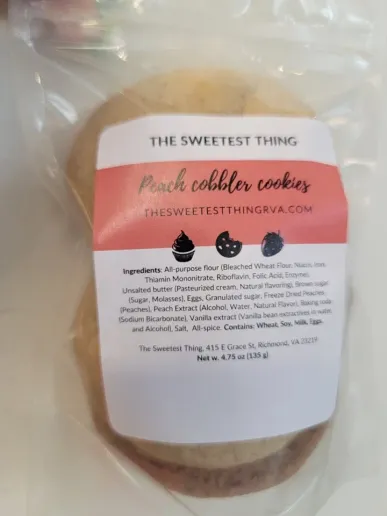 THE SWEETEST THING
Peach cobbler cookies
THESWEETESTTHINGRVA.COM
Ingredients: All-purpose flour (Bleached Wheat Flour, Niacin, Iron,
Thiamin Mononitrate, Riboflavin, Folic Acid, Enzyme),
Unsalted butter (Pasteurized cream, Natural flavoring), Brown sugar
(Sugar, Molasses), Eggs, Granulated sugar, Freeze Dried Peaches
(Peaches), Peach Extract (Alcohol, Water, Natural Flavor), Baking soda
(Sodium Bicarbonate), Vanilla extract (Vanilla bean extractives in water,
and Alcohol), Salt, All-spice. Contains: Wheat, Soy, Milk, Eggs.
The Sweetest Thing, 415 E Grace St, Richmond, VA 23219
Net w. 4.75 oz (135 g)